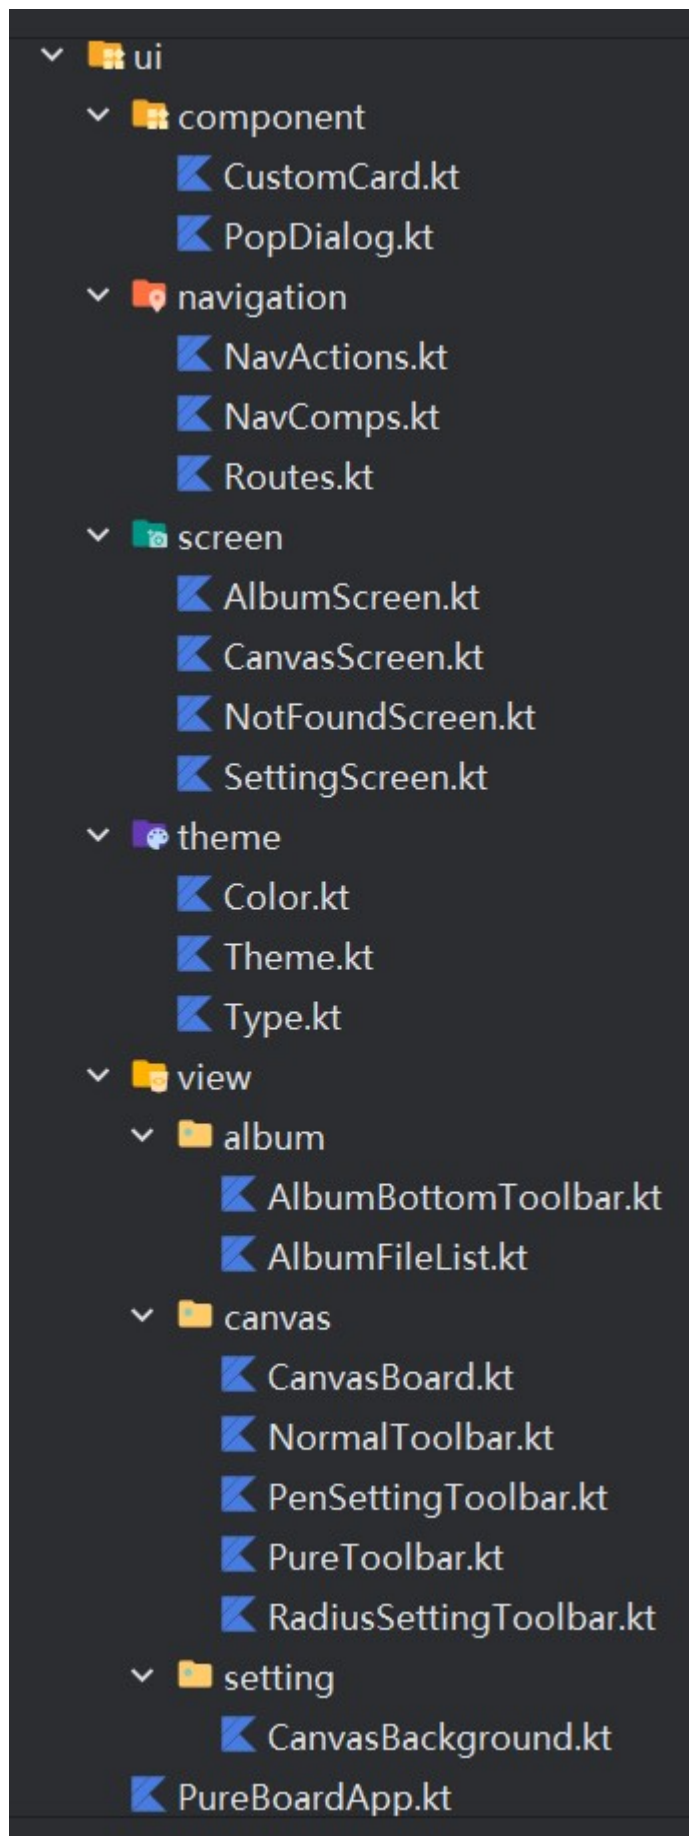 ui
component
CustomCard.kt
PopDialog.kt
navigation
NavActions.kt
NavComps.kt
Routes.kt
screen
AlbumScreen.kt
CanvasScreen.kt
NotFoundScreen.kt
SettingScreen.kt
theme
Color.kt
Theme.kt
Type.kt
view
album
AlbumBottomToolbar.kt
AlbumFileList.kt
canvas
CanvasBoard.kt
NormalToolbar.kt
PenSettingToolbar.kt
PureToolbar.kt
RadiusSettingToolbar.kt
setting
CanvasBackground.kt
PureBoardApp.kt